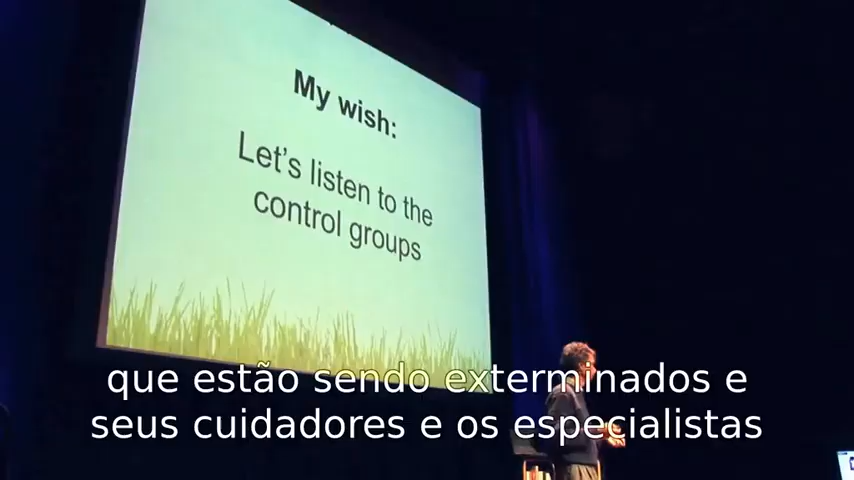 My wish:
Let's listen to the
control groups
que estão sendo exterminados e
seus cuidadores e os especialistas